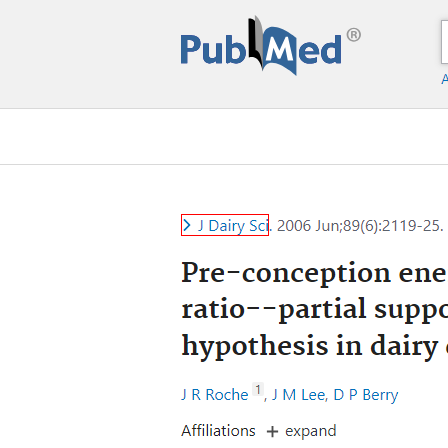 PubMed®
J Dairy Sci. 2006 Jun;89(6):2119-25.
Pre-conception ene
ratio--partial suppo
hypothesis in dairy
J R Roche 1, J M Lee, D P Berry
Affiliations + expand